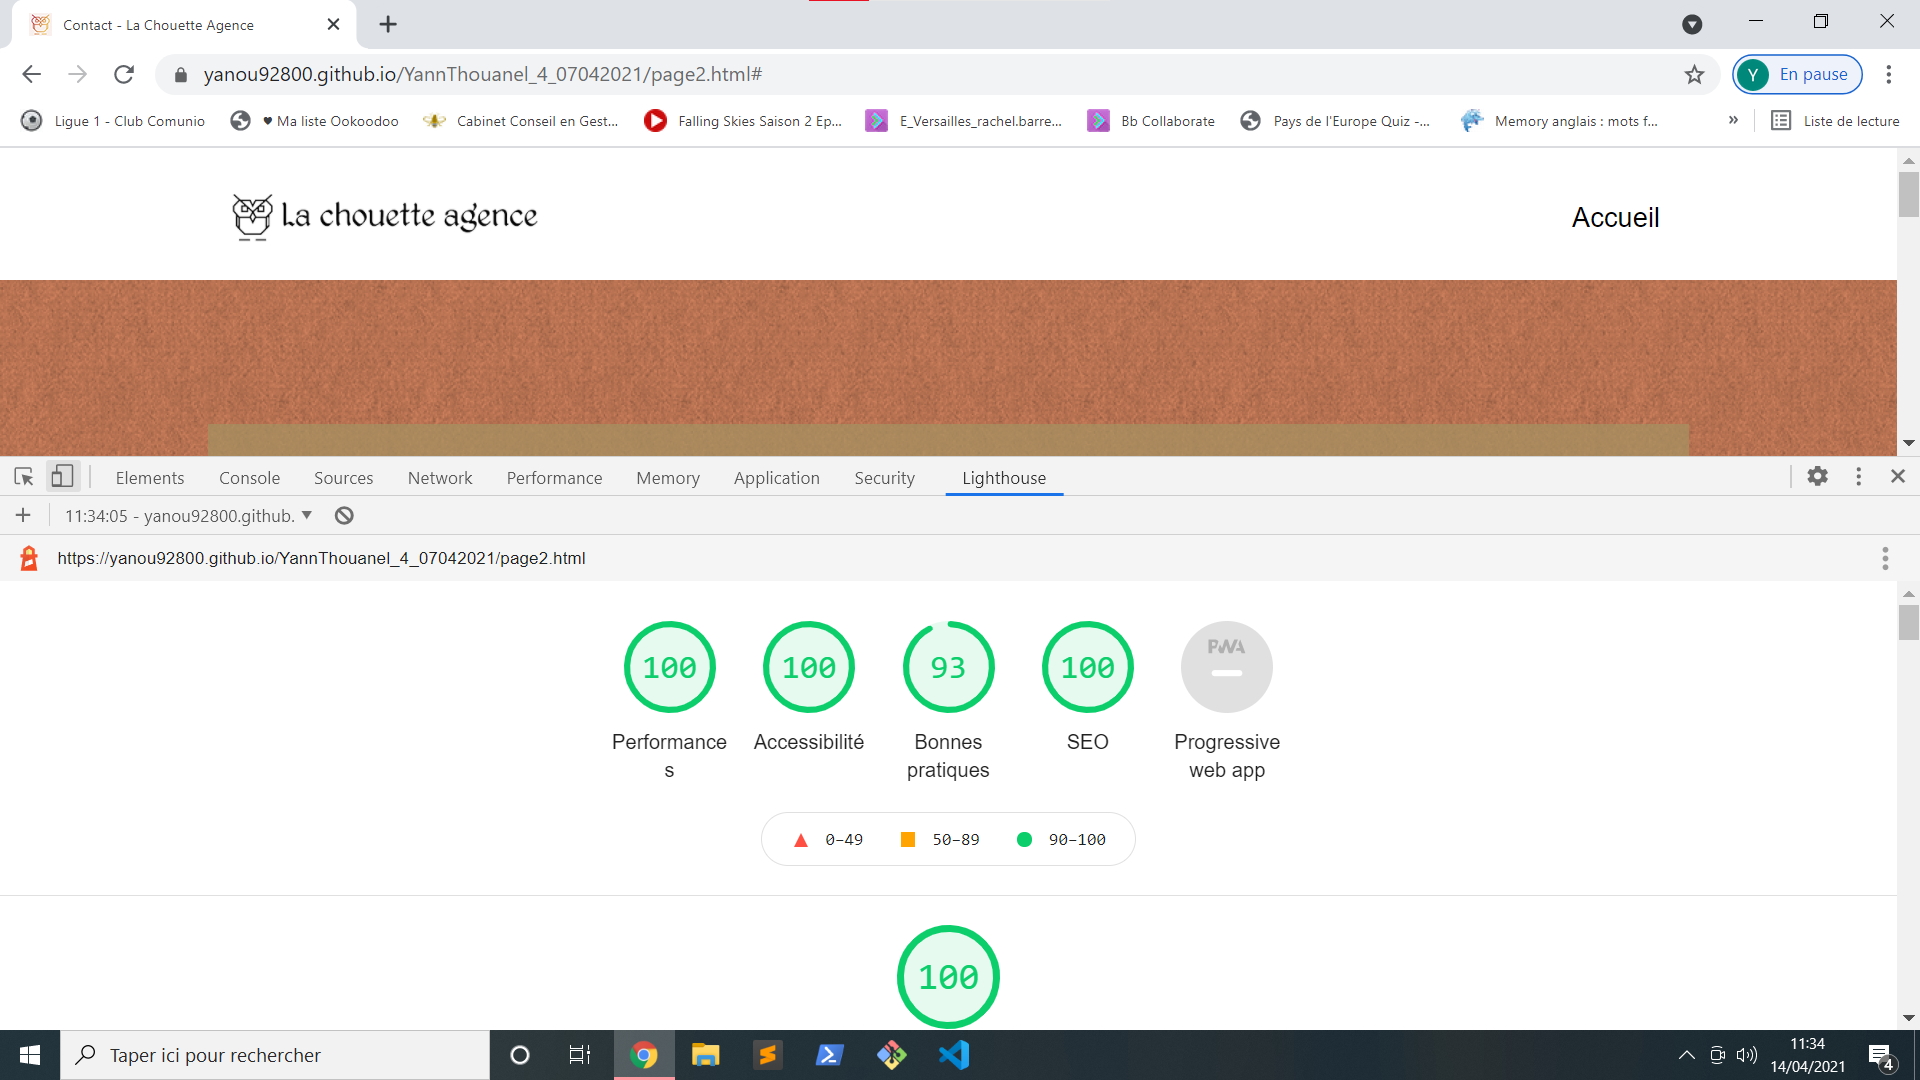 Contact - La Chouette Agence
yanou92800.github.io/YannThouanel_4_07042021/page2.html#
Y En pause
Ligue 1 - Club Comunio ♥ Ma liste Ookoodoo Cabinet Conseil en Gest... Falling Skies Saison 2 Ep... E_Versailles_rachel.barre... Bb Collaborate Pays de l'Europe Quiz -... Memory anglais : mots f... » Liste de lecture
La chouette agence Accueil
Elements Console Sources Network Performance Memory Application Security Lighthouse
11:34:05 - yanou92800.github.
https://yanou92800.github.io/YannThouanel_4_07042021/page2.html
100 100 93 100 PWA
Performance Accessibilité Bonnes SEO Progressive
s pratiques web app
0–49 50–89 90–100
100
Taper ici pour rechercher
11:34
14/04/2021
4